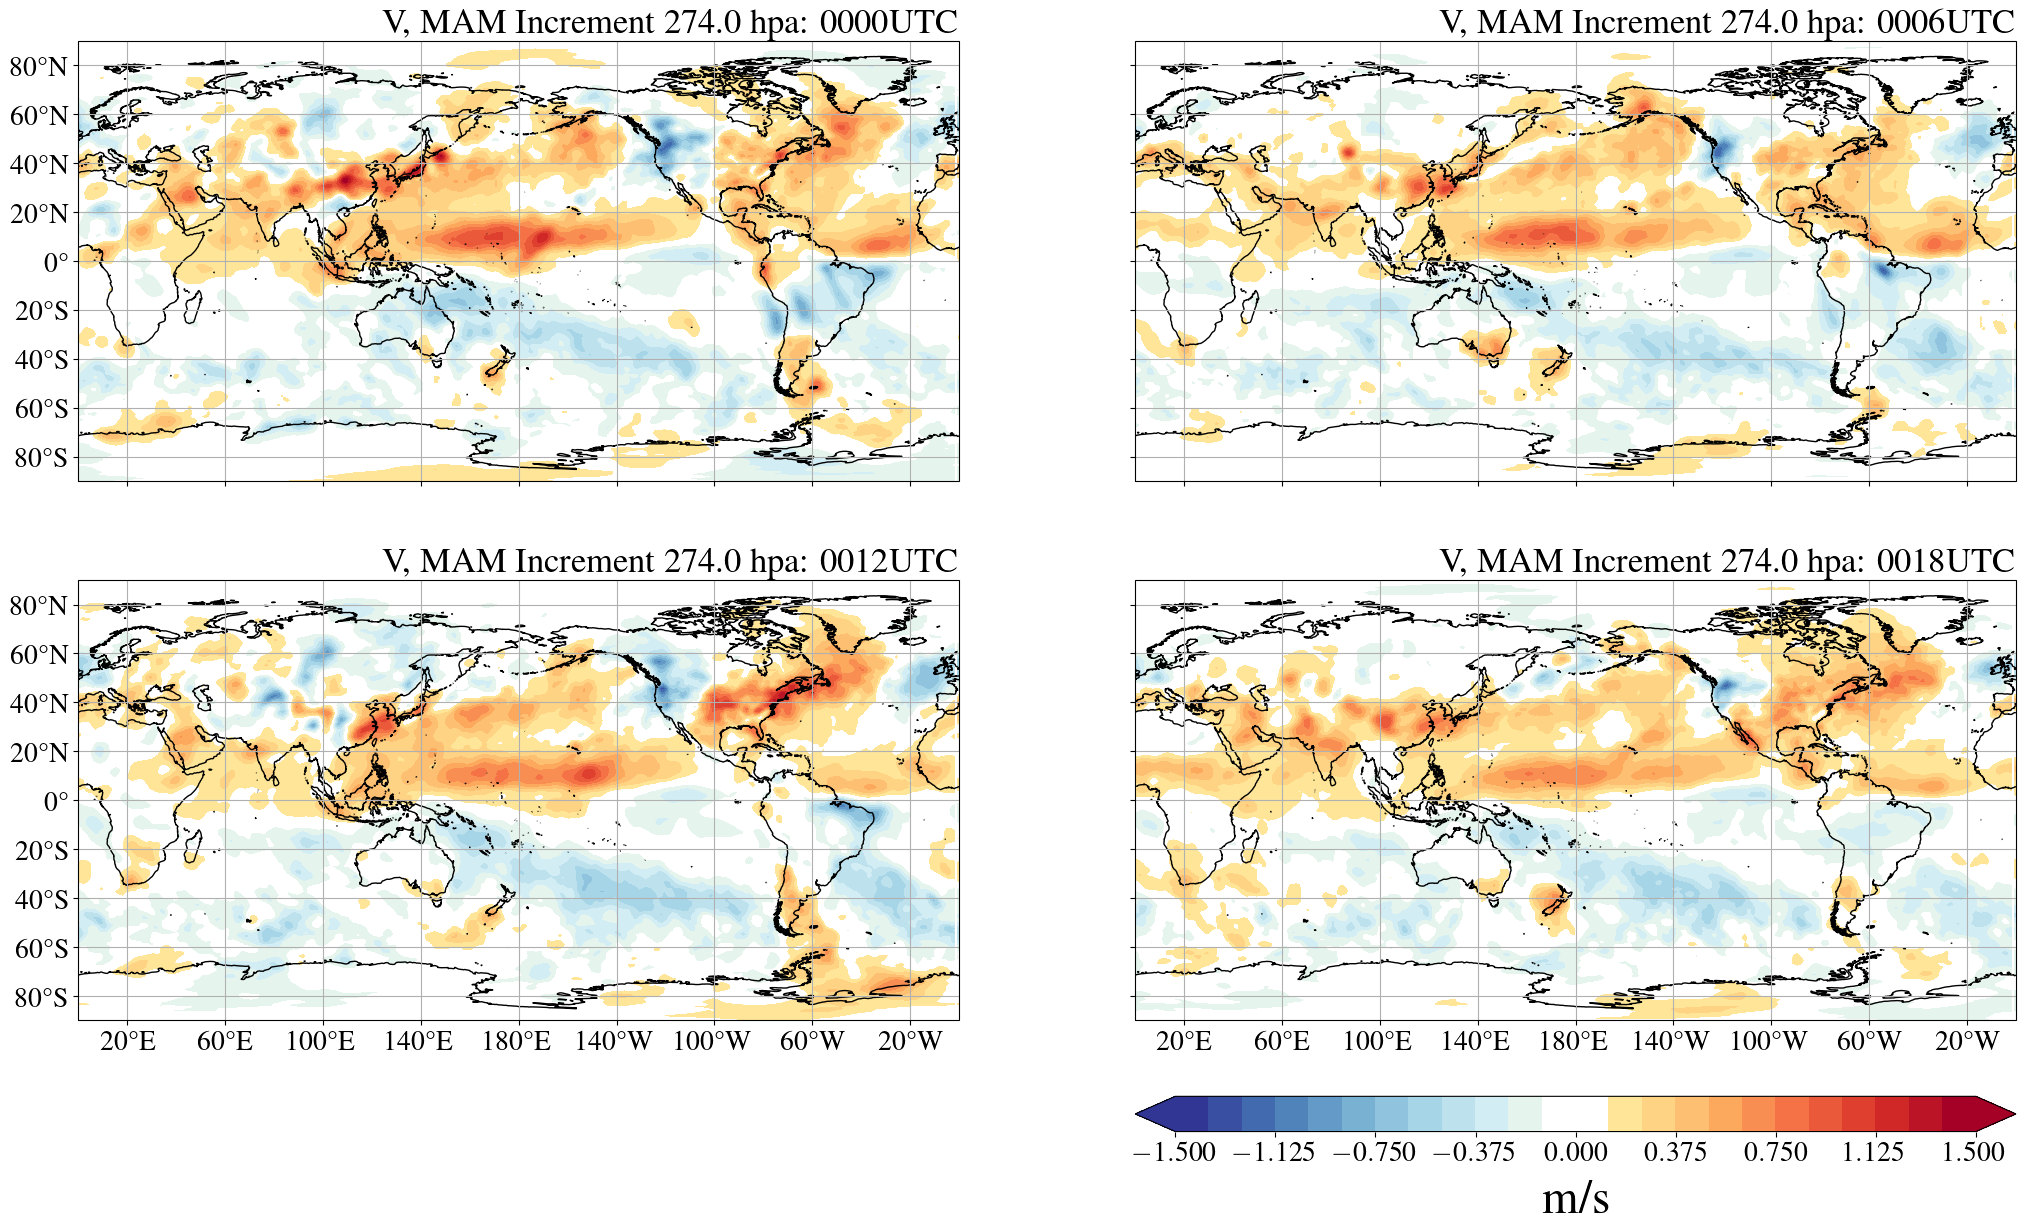 V, MAM Increment 274.0 hpa: 0000UTC
V, MAM Increment 274.0 hpa: 0006UTC
80°N
60°N
40°N
20°N
0°
20°S
40°S
60°S
80°S
V, MAM Increment 274.0 hpa: 0012UTC
V, MAM Increment 274.0 hpa: 0018UTC
80°N
60°N
40°N
20°N
0°
20°S
40°S
60°S
80°S
20°E 60°E 100°E 140°E 180°E 140°W 100°W 60°W 20°W
20°E 60°E 100°E 140°E 180°E 140°W 100°W 60°W 20°W
−1.500 −1.125 −0.750 −0.375 0.000 0.375 0.750 1.125 1.500
m/s